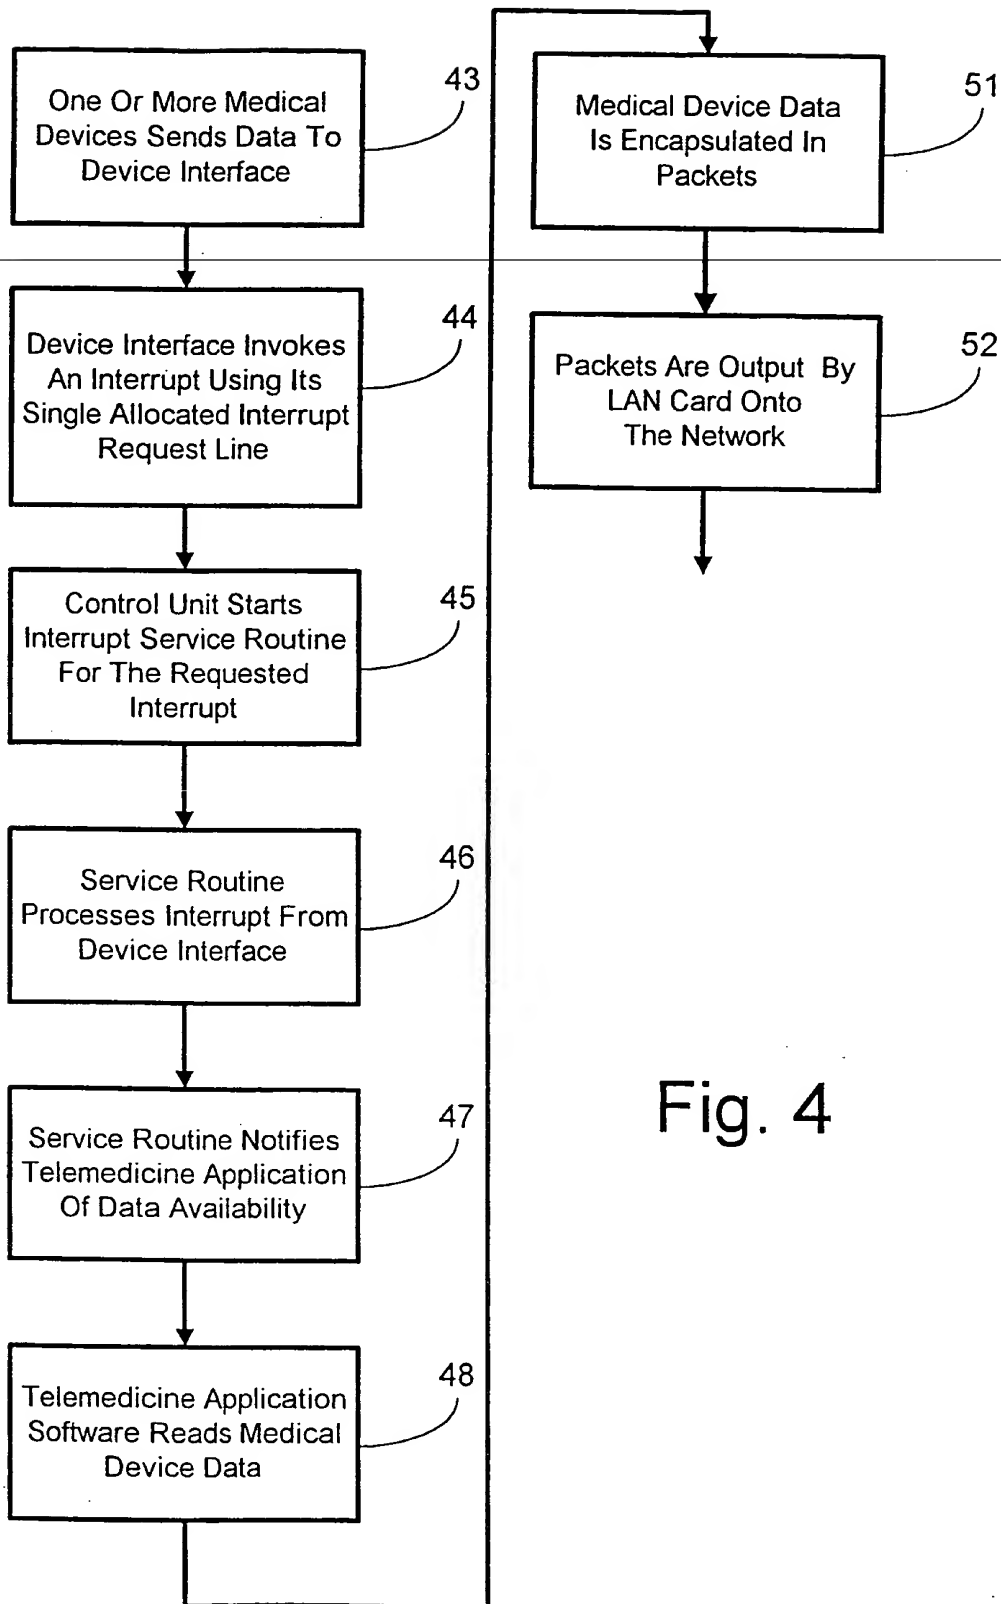 One Or More Medical
Devices Sends Data To
Device Interface
43
Device Interface Invokes
An Interrupt Using Its
Single Allocated Interrupt
Request Line
44
Control Unit Starts
Interrupt Service Routine
For The Requested
Interrupt
45
Service Routine
Processes Interrupt From
Device Interface
46
Service Routine Notifies
Telemedicine Application
Of Data Availability
47
Telemedicine Application
Software Reads Medical
Device Data
48
Medical Device Data
Is Encapsulated In
Packets
51
Packets Are Output By
LAN Card Onto
The Network
52
Fig. 4